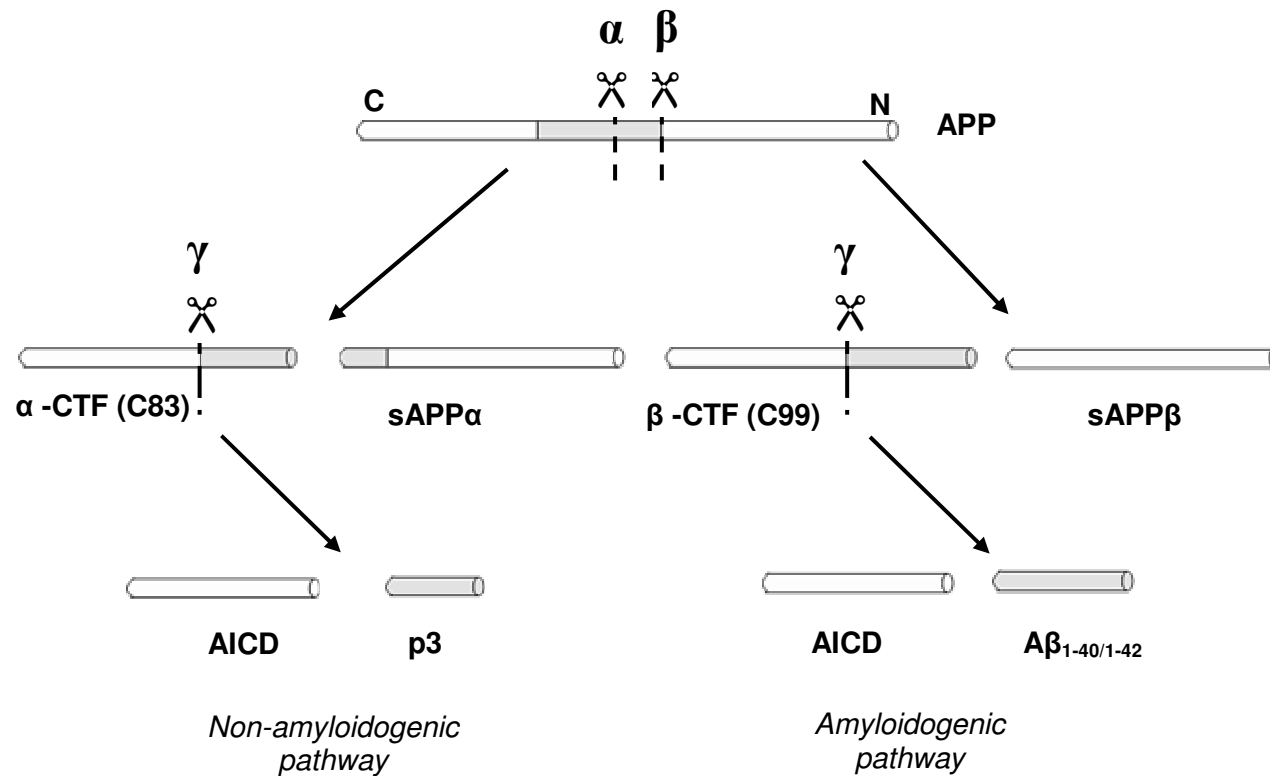 α β
C N
APP
γ γ
α -CTF (C83) sAPPα β -CTF (C99) sAPPβ
AICD p3 AICD Aβ1-40/1-42
Non-amyloidogenic
pathway
Amyloidogenic
pathway